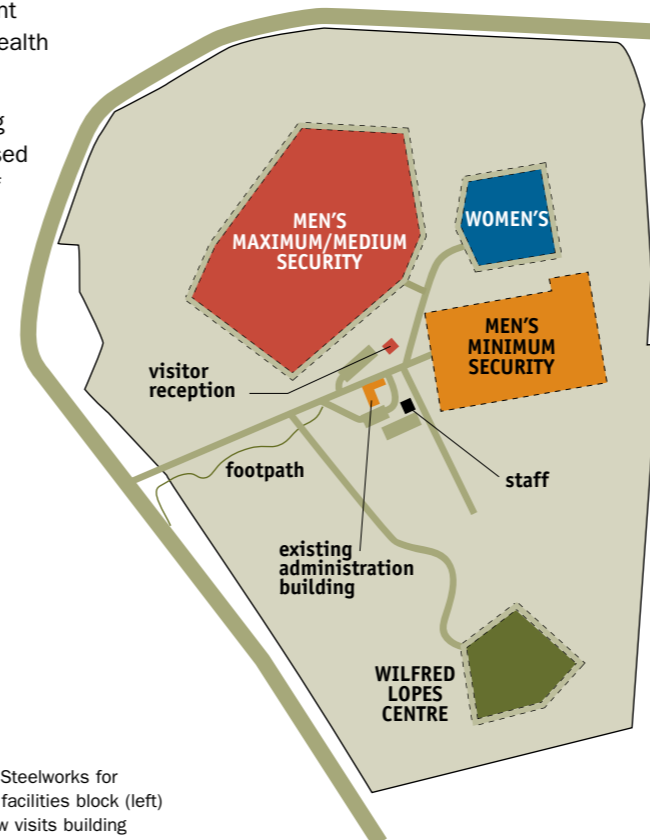 nt
ealth
g
sed
MEN'S
MAXIMUM/MEDIUM
SECURITY
WOMEN'S
MEN'S
MINIMUM
SECURITY
visitor
reception
footpath
staff
existing
administration
building
WILFRED
LOPES
CENTRE
Steelworks for
facilities block (left)
w visits building